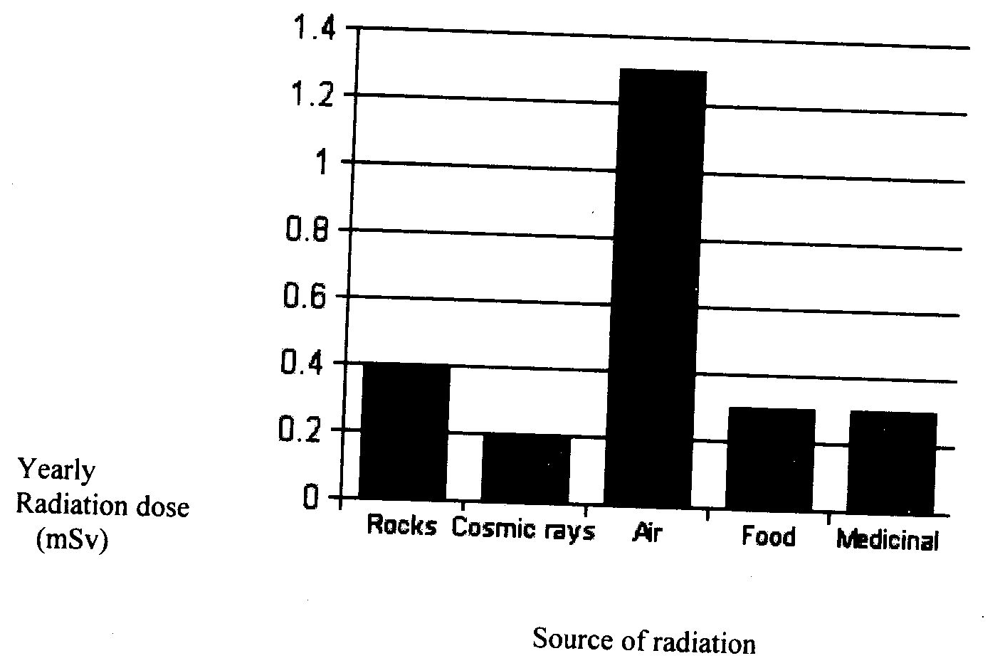 1.4
1.2
1
0.8
0.6
0.4
0.2
0
Yearly
Radiation dose
(mSv)
Rocks Cosmic rays Air Food Medicinal
Source of radiation